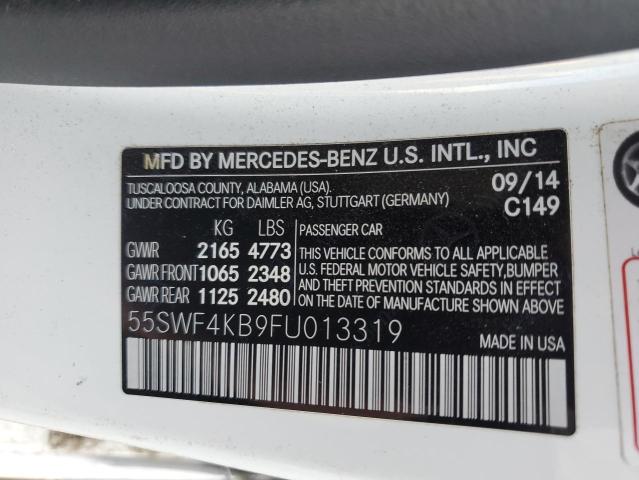 MFD BY MERCEDES-BENZ U.S. INTL., INC
TUSCALOOSA COUNTY, ALABAMA (USA). 09/14
UNDER CONTRACT FOR DAIMLER AG, STUTTGART (GERMANY) C149
KG LBS PASSENGER CAR
GVWR 2165 4773 THIS VEHICLE CONFORMS TO ALL APPLICABLE
GAWR FRONT 1065 2348 U.S. FEDERAL MOTOR VEHICLE SAFETY, BUMPER
GAWR REAR 1125 2480 AND THEFT PREVENTION STANDARDS IN EFFECT
ON THE DATE OF MANUFACTURE SHOWN ABOVE.
55SWF4KB9FU013319
MADE IN USA